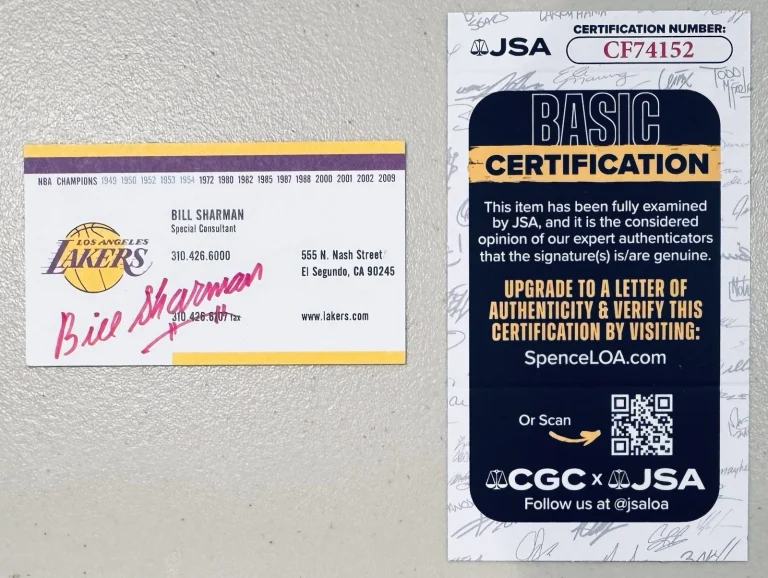 NBA CHAMPIONS 1949 1950 1952 1953 1954 1972 1980 1982 1985 1987 1988 2000 2001 2002 2009
LOS ANGELES
LAKERS
BILL SHARMAN
Special Consultant
310.426.6000
555 N. Nash Street
El Segundo, CA 90245
Bill Sharman
310.426.6107 fax
www.lakers.com
JSA
CERTIFICATION NUMBER:
CF74152
BASIC
CERTIFICATION
This item has been fully examined
by JSA, and it is the considered
opinion of our expert authenticators
that the signature(s) is/are genuine.
UPGRADE TO A LETTER OF
AUTHENTICITY & VERIFY THIS
CERTIFICATION BY VISITING:
SpenceLOA.com
Or Scan
CGC x JSA
Follow us at @jsaloa